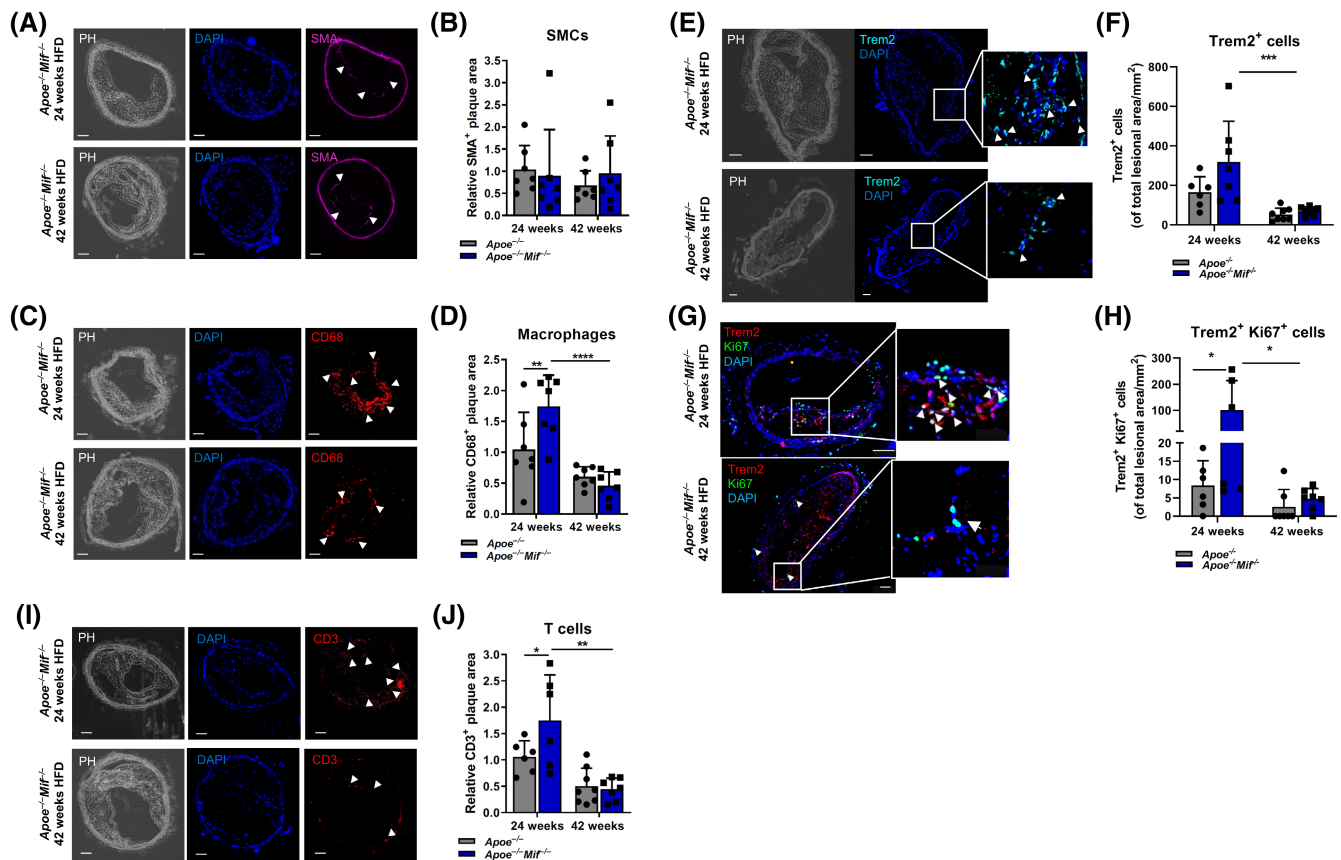 (A)
Apoe⁻/⁻Mif⁻/⁻
24 weeks HFD
PH
DAPI
SMA
Apoe⁻/⁻Mif⁻/⁻
42 weeks HFD
PH
DAPI
SMA
(B)
SMCs
Relative SMA⁺ plaque area
3.5
3.0
2.5
2.0
1.5
1.0
0.5
0.0
24 weeks
42 weeks
Apoe⁻/⁻
Apoe⁻/⁻Mif⁻/⁻
(C)
Apoe⁻/⁻Mif⁻/⁻
24 weeks HFD
PH
DAPI
CD68
Apoe⁻/⁻Mif⁻/⁻
42 weeks HFD
PH
DAPI
CD68
(D)
Macrophages
Relative CD68⁺ plaque area
2.5
2.0
1.5
1.0
0.5
0.0
**
****
24 weeks
42 weeks
Apoe⁻/⁻
Apoe⁻/⁻Mif⁻/⁻
(E)
Apoe⁻/⁻Mif⁻/⁻
24 weeks HFD
PH
Trem2
DAPI
Apoe⁻/⁻Mif⁻/⁻
42 weeks HFD
PH
Trem2
DAPI
(F)
Trem2⁺ cells
Trem2⁺ cells
(of total lesional area/mm²)
800
600
400
200
0
***
24 weeks
42 weeks
Apoe⁻/⁻
Apoe⁻/⁻Mif⁻/⁻
(G)
Apoe⁻/⁻Mif⁻/⁻
24 weeks HFD
Trem2
Ki67
DAPI
Apoe⁻/⁻Mif⁻/⁻
42 weeks HFD
Trem2
Ki67
DAPI
(H)
Trem2⁺ Ki67⁺ cells
Trem2⁺ Ki67⁺ cells
(of total lesional area/mm²)
300
200
100
20
15
10
5
0
*
*
24 weeks
42 weeks
Apoe⁻/⁻
Apoe⁻/⁻Mif⁻/⁻
(I)
Apoe⁻/⁻Mif⁻/⁻
24 weeks HFD
PH
DAPI
CD3
Apoe⁻/⁻Mif⁻/⁻
42 weeks HFD
PH
DAPI
CD3
(J)
T cells
Relative CD3⁺ plaque area
3.0
2.5
2.0
1.5
1.0
0.5
0.0
*
**
24 weeks
42 weeks
Apoe⁻/⁻
Apoe⁻/⁻Mif⁻/⁻